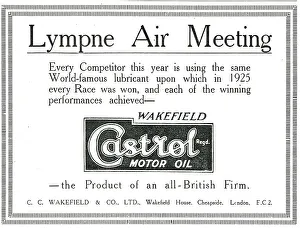 Lympne Air Meeting
Every Competitor this year is using the same
World-famous lubricant upon which in 1925
every Race was won, and each of the winning
performances achieved—
WAKEFIELD
Castrol Regd.
MOTOR OIL
—the Product of an all-British Firm.
C. C. WAKEFIELD & CO., LTD., Wakefield House, Cheapside, London, E.C.2.